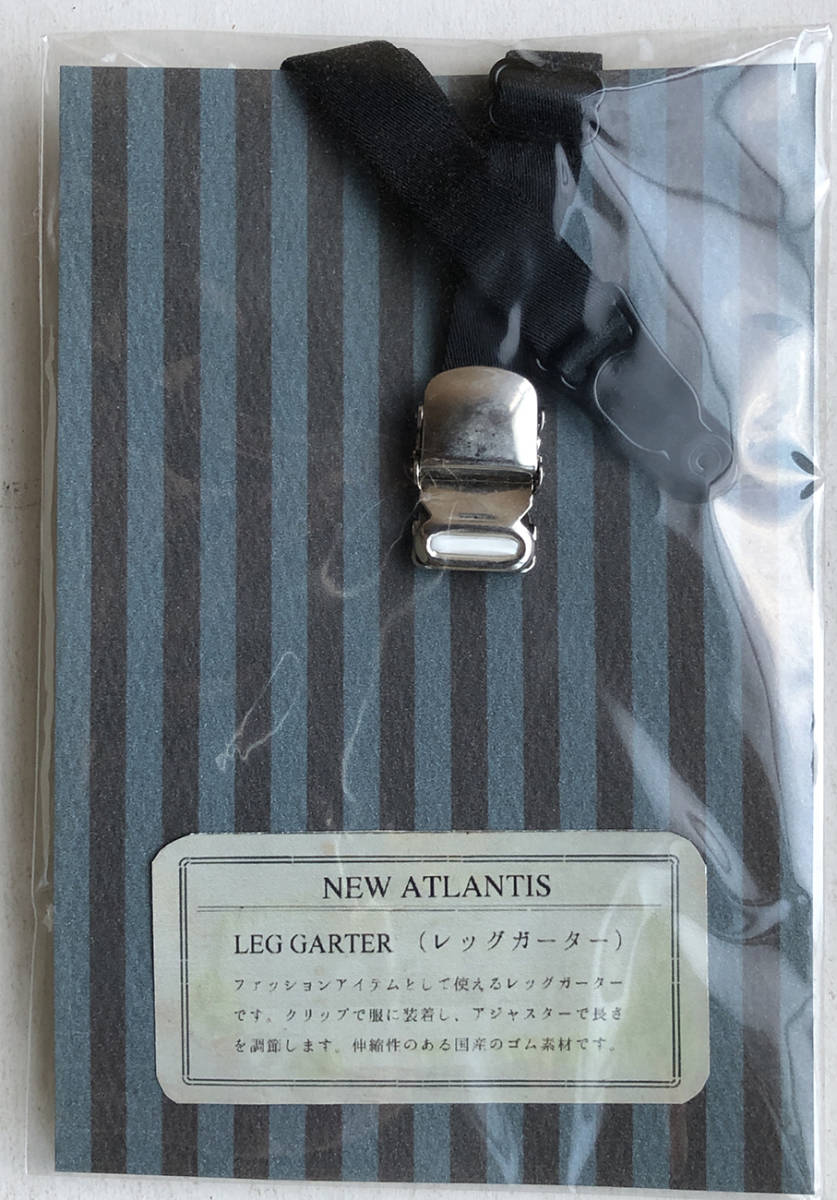 NEW ATLANTIS
LEG GARTER （レッグガーター）
ファッションアイテムとして使えるレッグガーター
です。クリップで服に装着し、アジャスターで長さ
を調節します。伸縮性のある国産のゴム素材です。